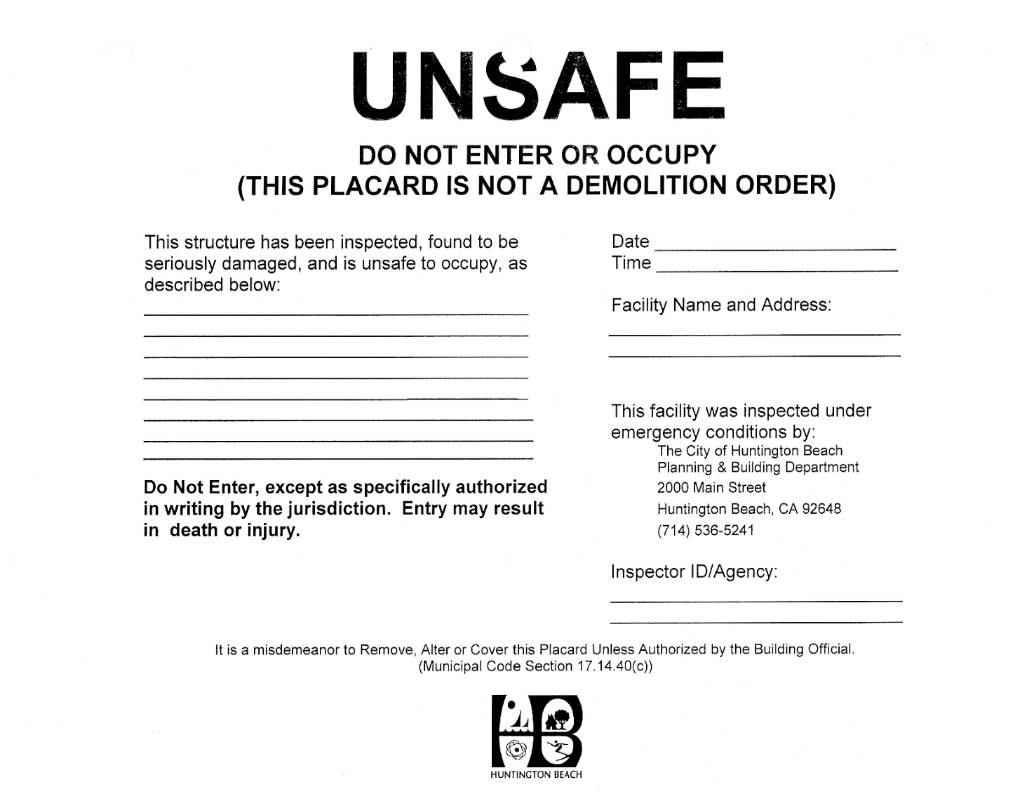 UNSAFE
DO NOT ENTER OR OCCUPY
(THIS PLACARD IS NOT A DEMOLITION ORDER)
This structure has been inspected, found to be
seriously damaged, and is unsafe to occupy, as
described below:
Do Not Enter, except as specifically authorized
in writing by the jurisdiction. Entry may result
in death or injury.
Date
Time
Facility Name and Address:
This facility was inspected under
emergency conditions by:
The City of Huntington Beach
Planning & Building Department
2000 Main Street
Huntington Beach, CA 92648
(714) 536-5241
Inspector ID/Agency:
It is a misdemeanor to Remove, Alter or Cover this Placard Unless Authorized by the Building Official.
(Municipal Code Section 17.14.40(c))
HB
HUNTINGTON BEACH